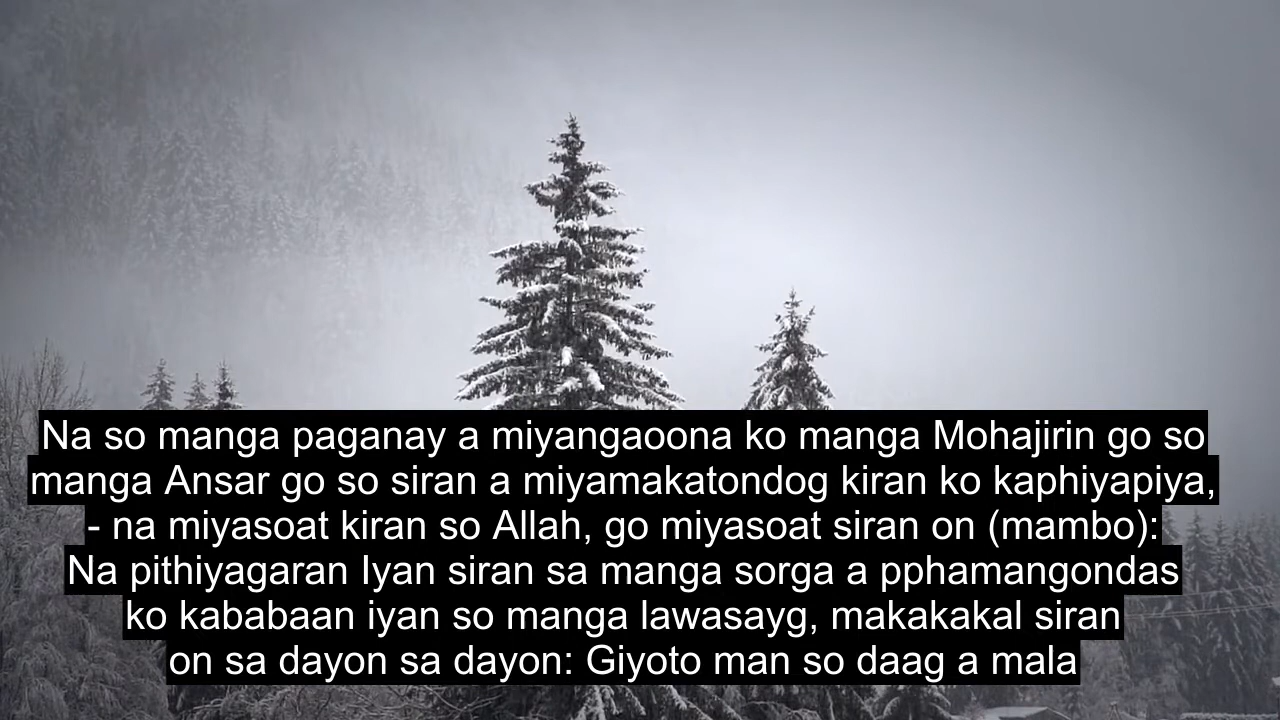 Na so manga paganay a miyangaoona ko manga Mohajirin go so
manga Ansar go so siran a miyamakatondog kiran ko kaphiyapiya,
- na miyasoat kiran so Allah, go miyasoat siran on (mambo):
Na pithiyagaran Iyan siran sa manga sorga a pphamangondas
ko kababaan iyan so manga lawasayg, makakakal siran
on sa dayon sa dayon: Giyoto man so daag a mala